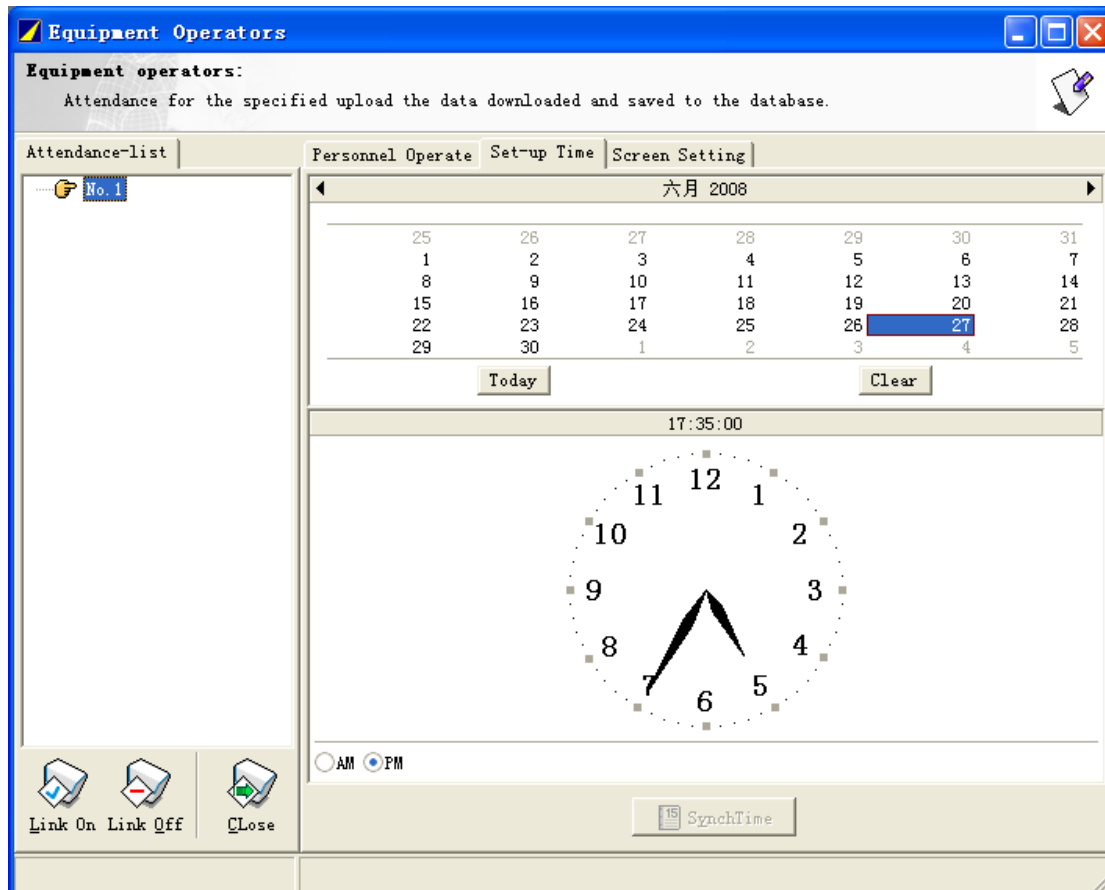 Equipment Operators
Equipment operators:
Attendance for the specified upload the data downloaded and saved to the database.
Attendance-list
Personnel Operate Set-up Time Screen Setting
No.1
六月 2008
25 26 27 28 29 30 31
1 2 3 4 5 6 7
8 9 10 11 12 13 14
15 16 17 18 19 20 21
22 23 24 25 26 27 28
29 30 1 2 3 4 5
Today Clear
17:35:00
12
11 1
10 2
9 3
8 4
7 5
6
AM PM
Link On Link Off CLose
15 SynchTime